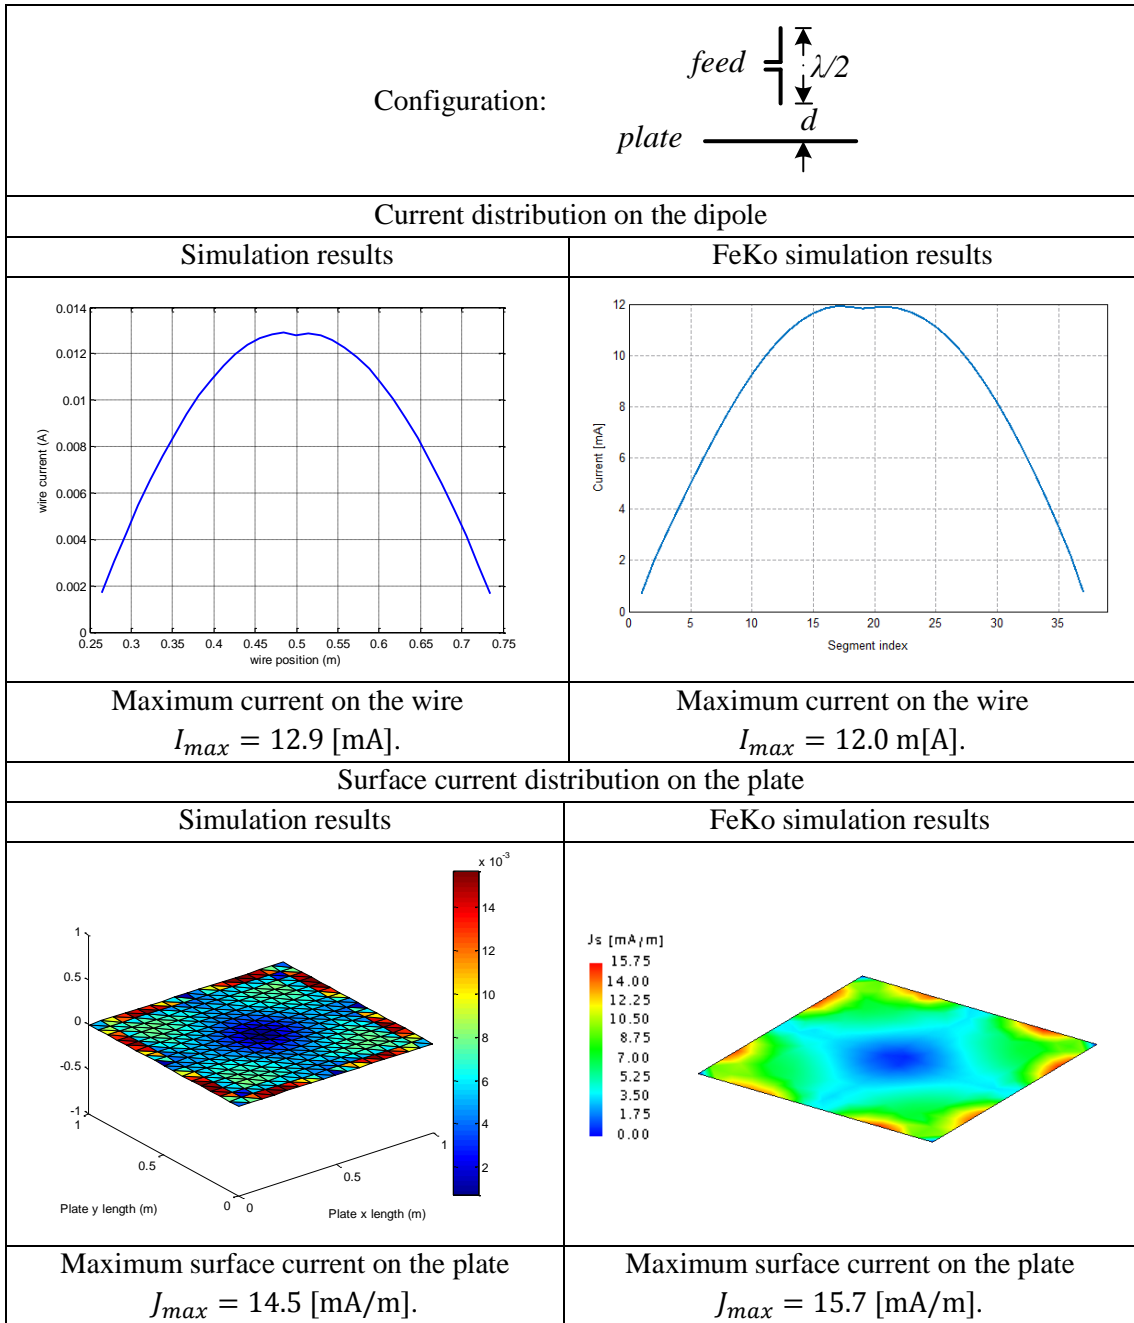 feed
λ/2
Configuration:
d
plate
Current distribution on the dipole
Simulation results
FeKo simulation results
0.014
0.012
0.01
0.008
0.006
0.004
0.002
0
wire current (A)
0.25 0.3 0.35 0.4 0.45 0.5 0.55 0.6 0.65 0.7 0.75
wire position (m)
12
10
8
6
4
2
0
Current [mA]
0 5 10 15 20 25 30 35
Segment index
Maximum current on the wire
I_max = 12.9 [mA].
Maximum current on the wire
I_max = 12.0 m[A].
Surface current distribution on the plate
Simulation results
FeKo simulation results
x 10^-3
14
12
10
8
6
4
2
1
0.5
0
-0.5
-1
1
0.5
0
Plate y length (m)
0
0.5
1
Plate x length (m)
Js [mA/m]
15.75
14.00
12.25
10.50
8.75
7.00
5.25
3.50
1.75
0.00
Maximum surface current on the plate
J_max = 14.5 [mA/m].
Maximum surface current on the plate
J_max = 15.7 [mA/m].